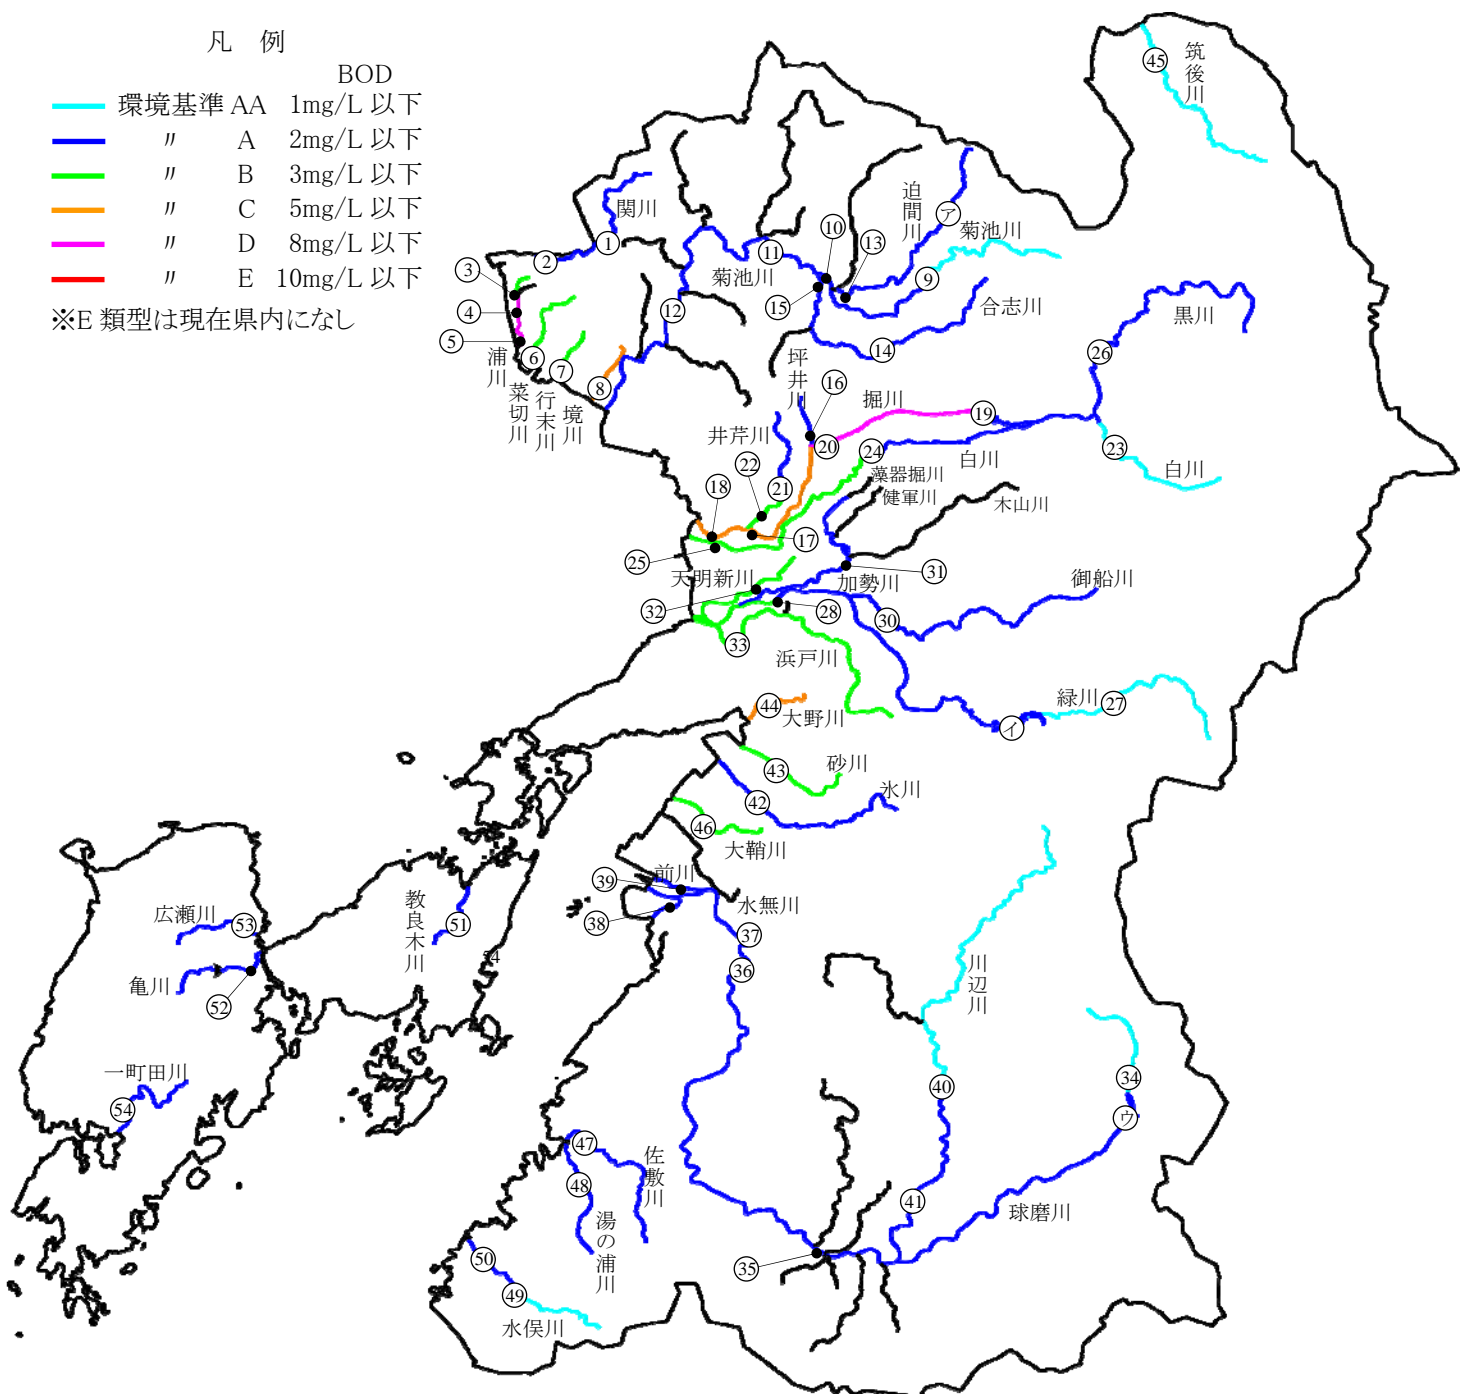 凡 例
BOD
環境基準 AA 1mg/L 以下
〃 A 2mg/L 以下
〃 B 3mg/L 以下
〃 C 5mg/L 以下
〃 D 8mg/L 以下
〃 E 10mg/L 以下
※E 類型は現在県内になし
筑後川
㊺
関川
①
②
③
④
⑤
⑥
⑦
⑧
浦川
菜切川
行末川
境川
迫間川
㋐
菊池川
⑨
⑩
⑬
⑪
菊池川
⑮
⑫
合志川
⑭
黒川
㉖
坪井川
⑯
掘川
⑲
⑳
井芹川
㉔
白川
㉓
白川
㉒
㉑
⑱
藻器掘川
健軍川
木山川
⑰
㉕
天明新川
加勢川
㉛
御船川
㉜
㉘
㉚
㉝
浜戸川
緑川
㉗
㋑
㊹
大野川
㊸
砂川
㊷
氷川
㊻
大鞘川
前川
㊴
㊳
水無川
㊲
㊱
教良木川
51
54
広瀬川
53
亀川
52
一町田川
54
川辺川
㊵
㉞
㋒
㊶
球磨川
㉟
㊼
佐敷川
㊽
湯の浦川
㊿
㊾
水俣川